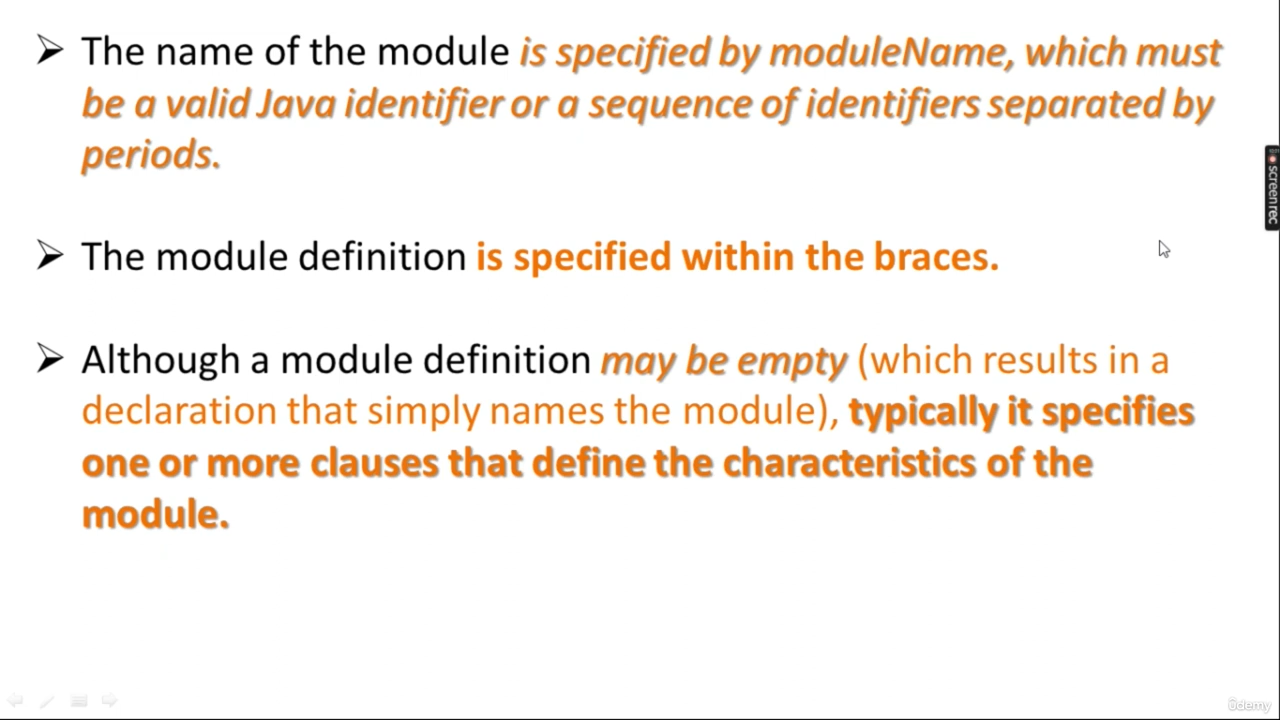 ➢ The name of the module is specified by moduleName, which must
be a valid Java identifier or a sequence of identifiers separated by
periods.
➢ The module definition is specified within the braces.
➢ Although a module definition may be empty (which results in a
declaration that simply names the module), typically it specifies
one or more clauses that define the characteristics of the
module.
screenrec
ûdemy